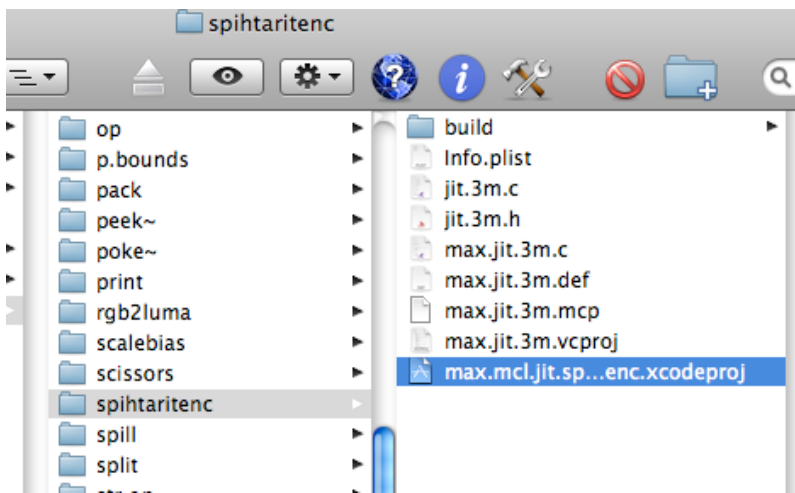 spihtaritenc
op
p.bounds
pack
peek~
poke~
print
rgb2luma
scalebias
scissors
spihtaritenc
spill
split
build
Info.plist
jit.3m.c
jit.3m.h
max.jit.3m.c
max.jit.3m.def
max.jit.3m.mcp
max.jit.3m.vcproj
max.mcl.jit.sp...enc.xcodeproj